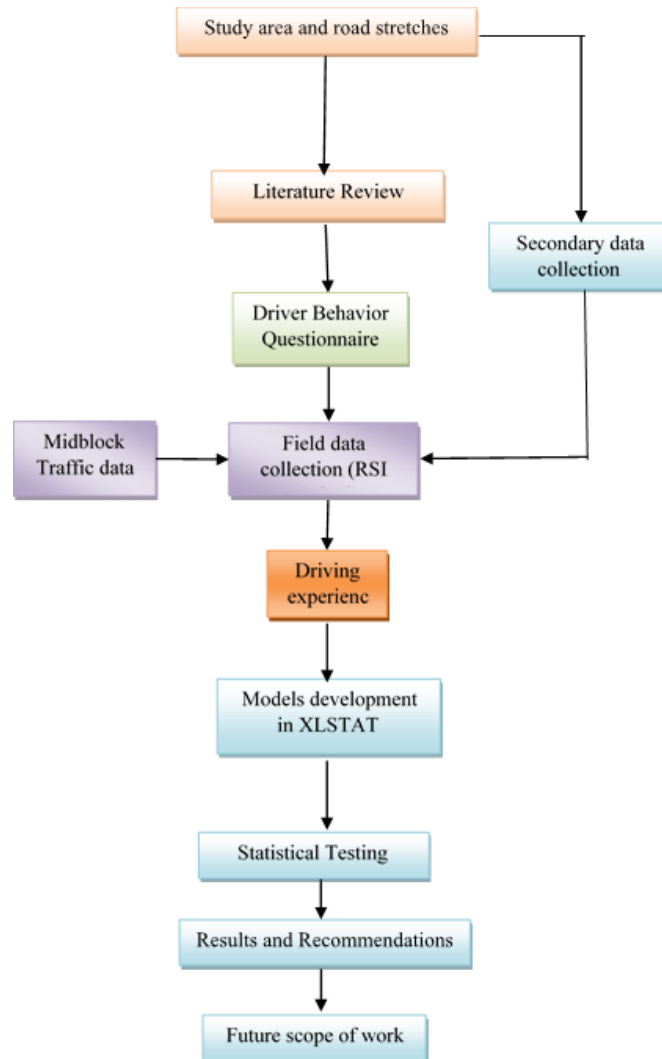 Study area and road stretches
Literature Review
Secondary data
collection
Driver Behavior
Questionnaire
Midblock
Traffic data
Field data
collection (RSI
Driving
experienc
Models development
in XLSTAT
Statistical Testing
Results and Recommendations
Future scope of work